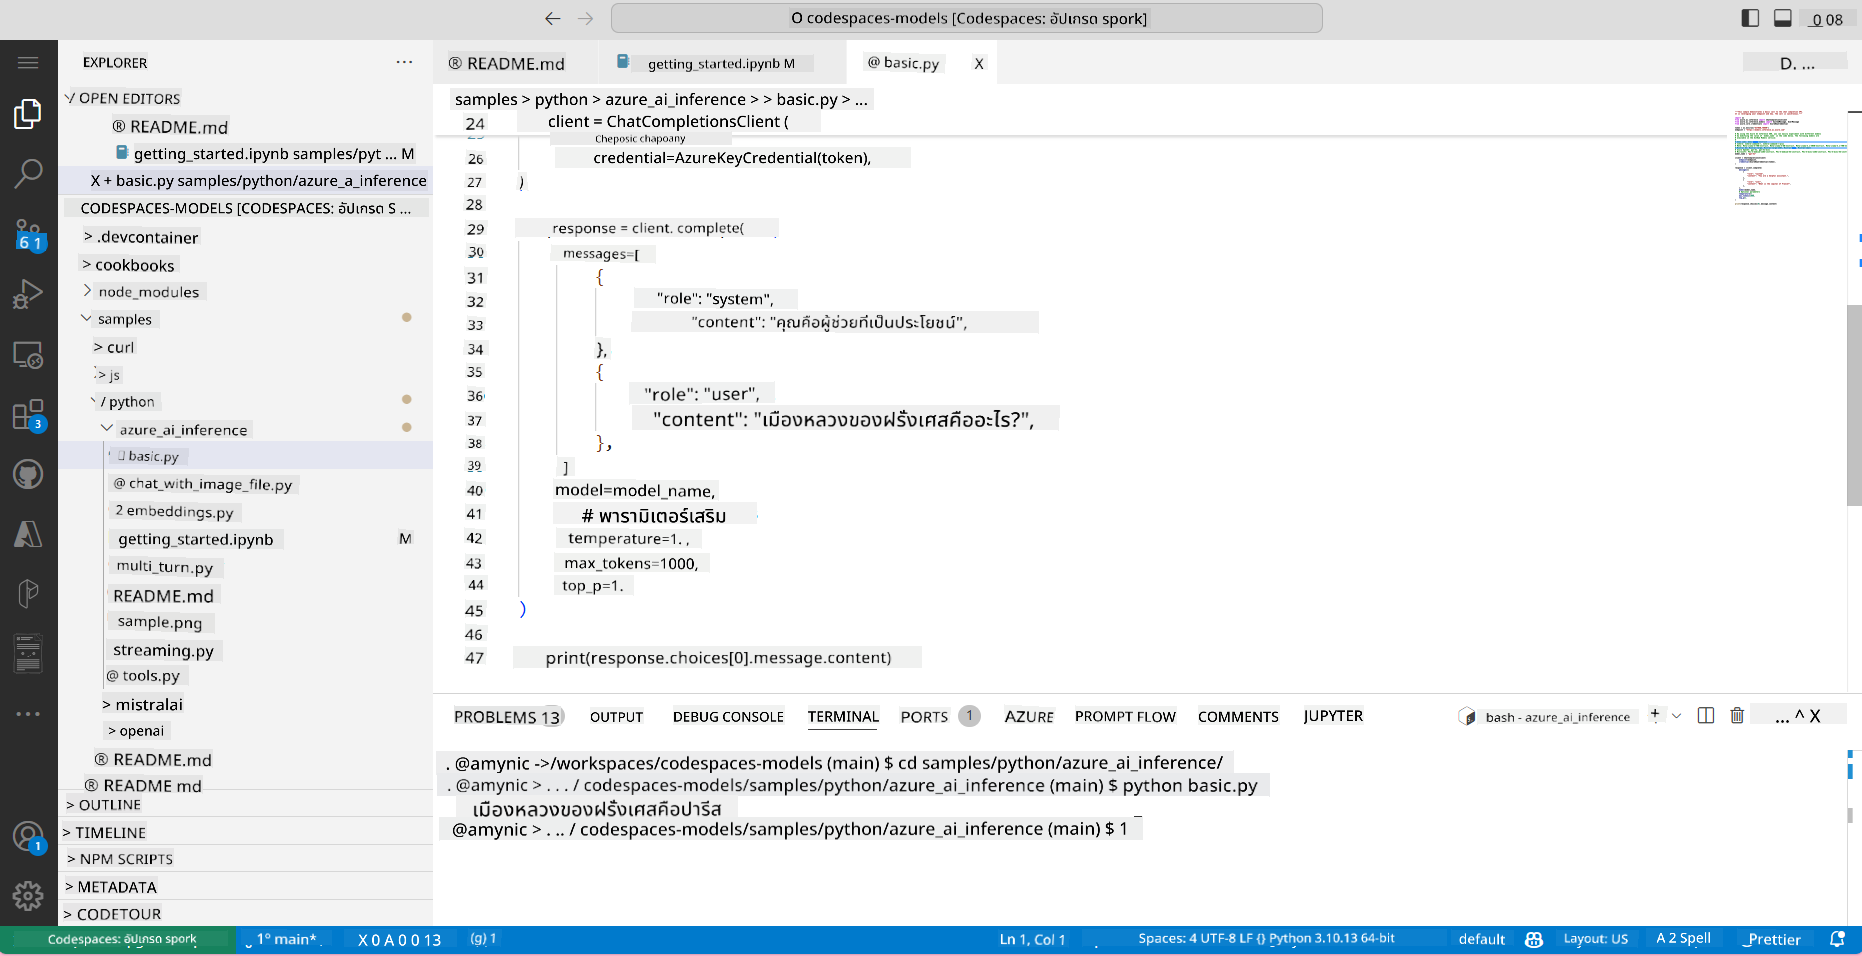 O codespaces-models [Codespaces: อัปเกรด spork]
0 08
EXPLORER
...
® README.md
getting_started.ipynb M
@ basic.py X
D. ...
OPEN EDITORS
® README.md
getting_started.ipynb samples/pyt ... M
X + basic.py samples/python/azure_a_inference
CODESPACES-MODELS [CODESPACES: อัปเกรด S ...
> .devcontainer
> cookbooks
> node_modules
samples
> curl
> js
/ python
azure_ai_inference
basic.py
@ chat_with_image_file.py
2 embeddings.py
getting_started.ipynb M
multi_turn.py
README.md
sample.png
streaming.py
@ tools.py
> mistralai
> openai
® README.md
® README md
> OUTLINE
> TIMELINE
> NPM SCRIPTS
> METADATA
> CODETOUR
61
3
1
samples > python > azure_ai_inference > > basic.py > ...
24 client = ChatCompletionsClient (
Cheposic chapoany
26 credential=AzureKeyCredential(token),
27 )
28
29 response = client. complete(
30 messages=[
31 {
32 "role": "system",
33 "content": "คุณคือผู้ช่วยที่เป็นประโยชน์",
34 },
35 {
36 "role": "user",
37 "content": "เมืองหลวงของฝรั่งเศสคืออะไร?",
38 },
39 ]
40 model=model_name,
41 # พารามิเตอร์เสริม
42 temperature=1. ,
43 max_tokens=1000,
44 top_p=1.
45 )
46
47 print(response.choices[0].message.content)
PROBLEMS 13 OUTPUT DEBUG CONSOLE TERMINAL PORTS 1 AZURE PROMPT FLOW COMMENTS JUPYTER
bash - azure_ai_inference + ... ^ X
. @amynic ->/workspaces/codespaces-models (main) $ cd samples/python/azure_ai_inference/
. @amynic > . . . / codespaces-models/samples/python/azure_ai_inference (main) $ python basic.py
เมืองหลวงของฝรั่งเศสคือปารีส
@amynic > . .. / codespaces-models/samples/python/azure_ai_inference (main) $ 1
Codespaces: อัปเกรด spork
1º main*
X 0 A 0 0 13
(g) 1
Ln 1, Col 1
Spaces: 4 UTF-8 LF {} Python 3.10.13 64-bit
default
Layout: US
A 2 Spell
_Prettier